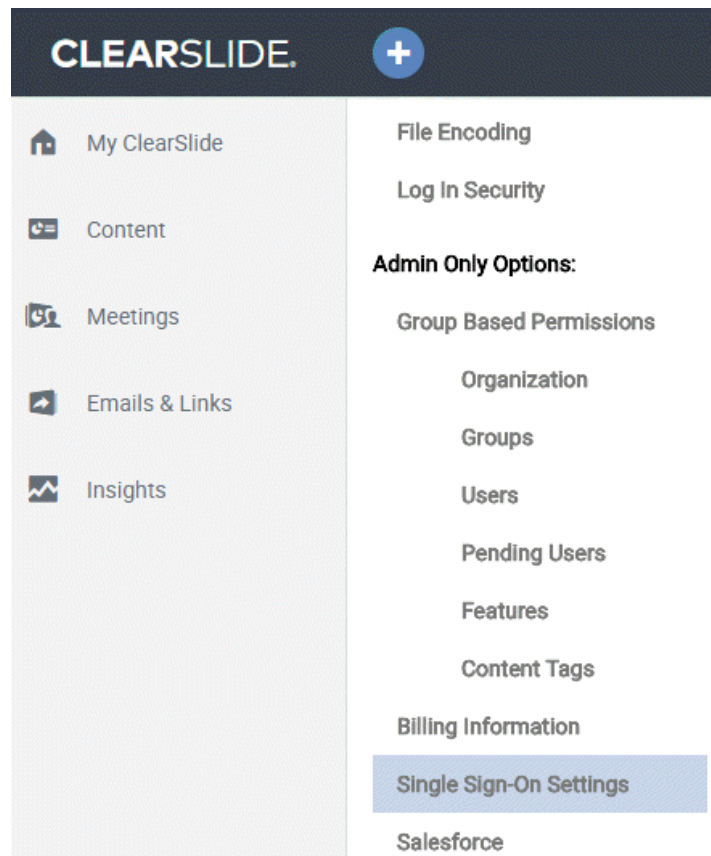 CLEARSLIDE.
My ClearSlide
Content
Meetings
Emails & Links
Insights
File Encoding
Log In Security
Admin Only Options:
Group Based Permissions
Organization
Groups
Users
Pending Users
Features
Content Tags
Billing Information
Single Sign-On Settings
Salesforce